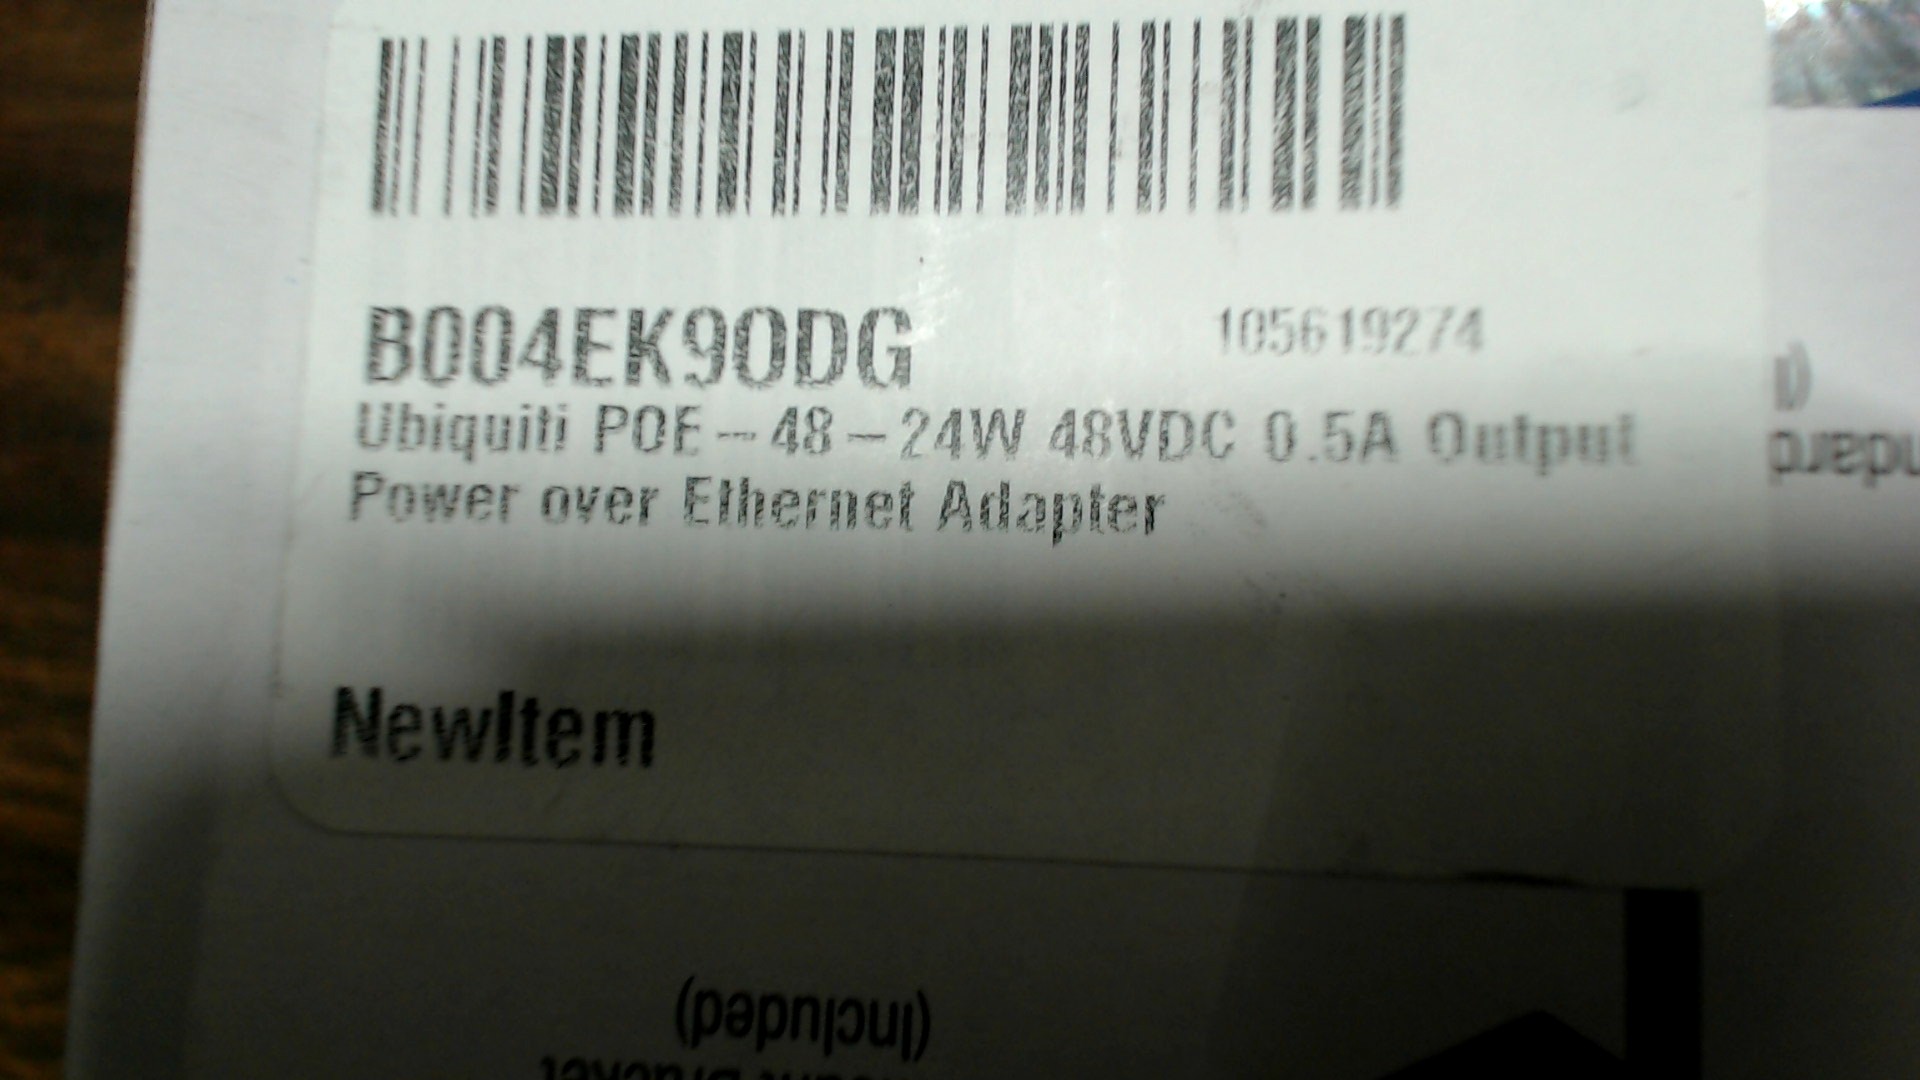 B004EK9ODG 105619274
Ubiquiti POE-48-24W 48VDC 0.5A Output
Power over Ethernet Adapter
NewItem
(Included)